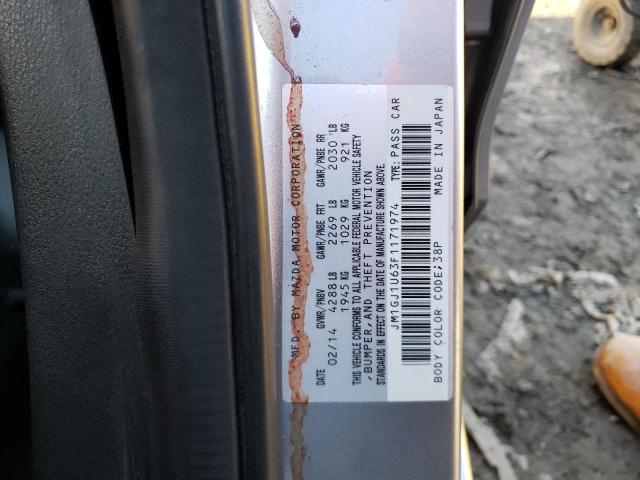 MFD. BY MAZDA MOTOR CORPORATION
DATE GVWR/PNBV GAWR/PNBE FRT GAWR/PNBE RR
02/14 4288 LB 2269 LB 2030 LB
1945 KG 1029 KG 921 KG
THIS VEHICLE CONFORMS TO ALL APPLICABLE FEDERAL MOTOR VEHICLE SAFETY
,BUMPER,AND THEFT PREVENTION
STANDARDS IN EFFECT ON THE DATE OF MANUFACTURE SHOWN ABOVE.
JM1GJ1U63F1171974 TYPE:PASS CAR
BODY COLOR CODE;38P MADE IN JAPAN